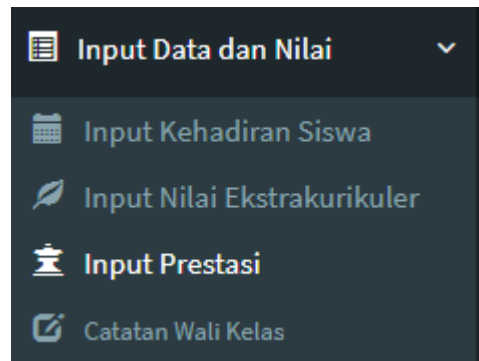 Input Data dan Nilai
Input Kehadiran Siswa
Input Nilai Ekstrakurikuler
Input Prestasi
Catatan Wali Kelas